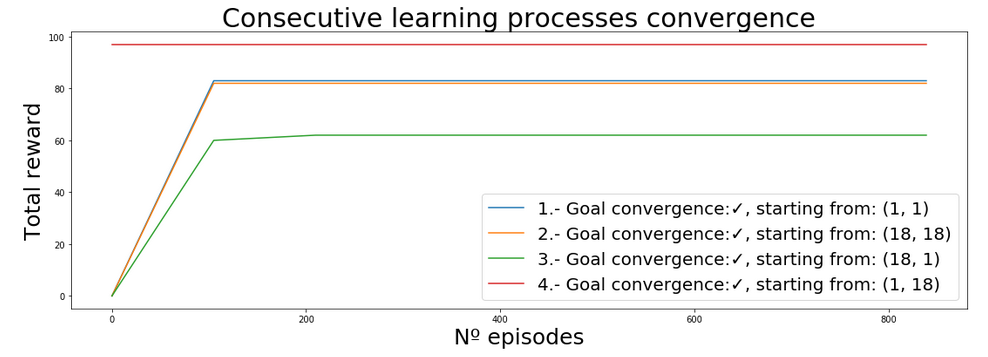 Consecutive learning processes convergence
Total reward
100
80
60
40
20
0
1.- Goal convergence:✓, starting from: (1, 1)
2.- Goal convergence:✓, starting from: (18, 18)
3.- Goal convergence:✓, starting from: (18, 1)
4.- Goal convergence:✓, starting from: (1, 18)
0 200 400 600 800
Nº episodes